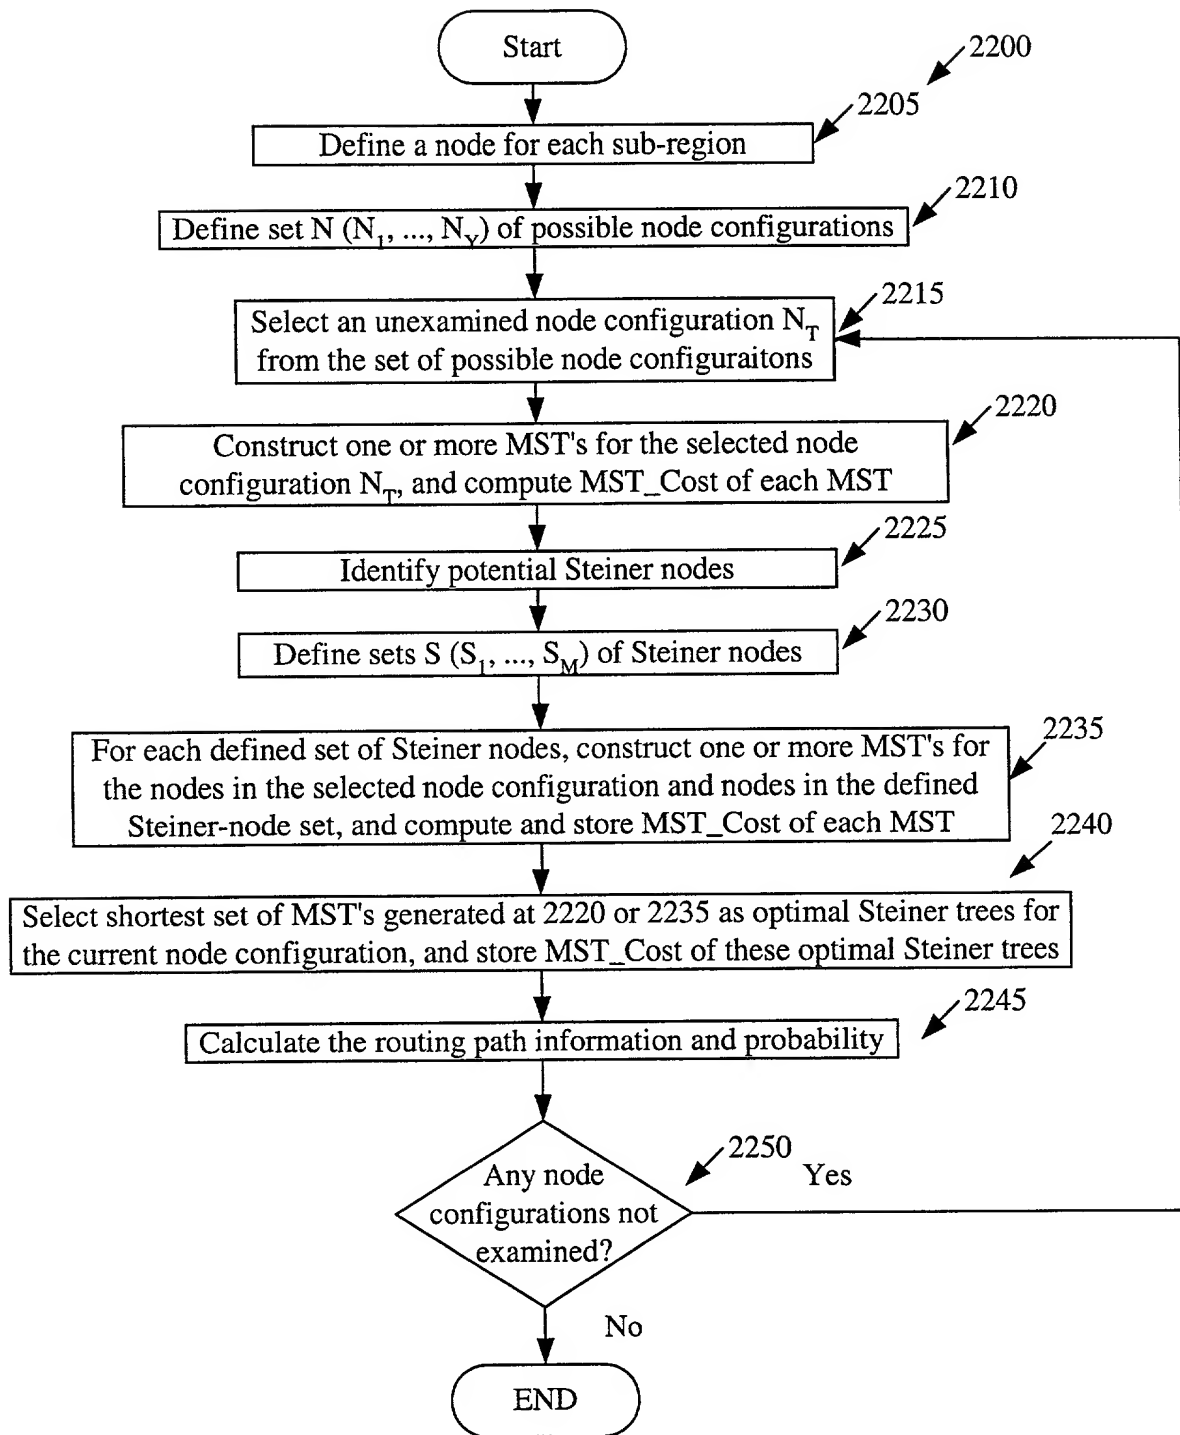 Start
2200
2205
Define a node for each sub-region
2210
Define set N (N₁, ..., N_Y) of possible node configurations
2215
Select an unexamined node configuration N_T
from the set of possible node configuraitons
2220
Construct one or more MST's for the selected node
configuration N_T, and compute MST_Cost of each MST
2225
Identify potential Steiner nodes
2230
Define sets S (S₁, ..., S_M) of Steiner nodes
2235
For each defined set of Steiner nodes, construct one or more MST's for
the nodes in the selected node configuration and nodes in the defined
Steiner-node set, and compute and store MST_Cost of each MST
2240
Select shortest set of MST's generated at 2220 or 2235 as optimal Steiner trees for
the current node configuration, and store MST_Cost of these optimal Steiner trees
2245
Calculate the routing path information and probability
2250
Any node
configurations not
examined?
Yes
No
END